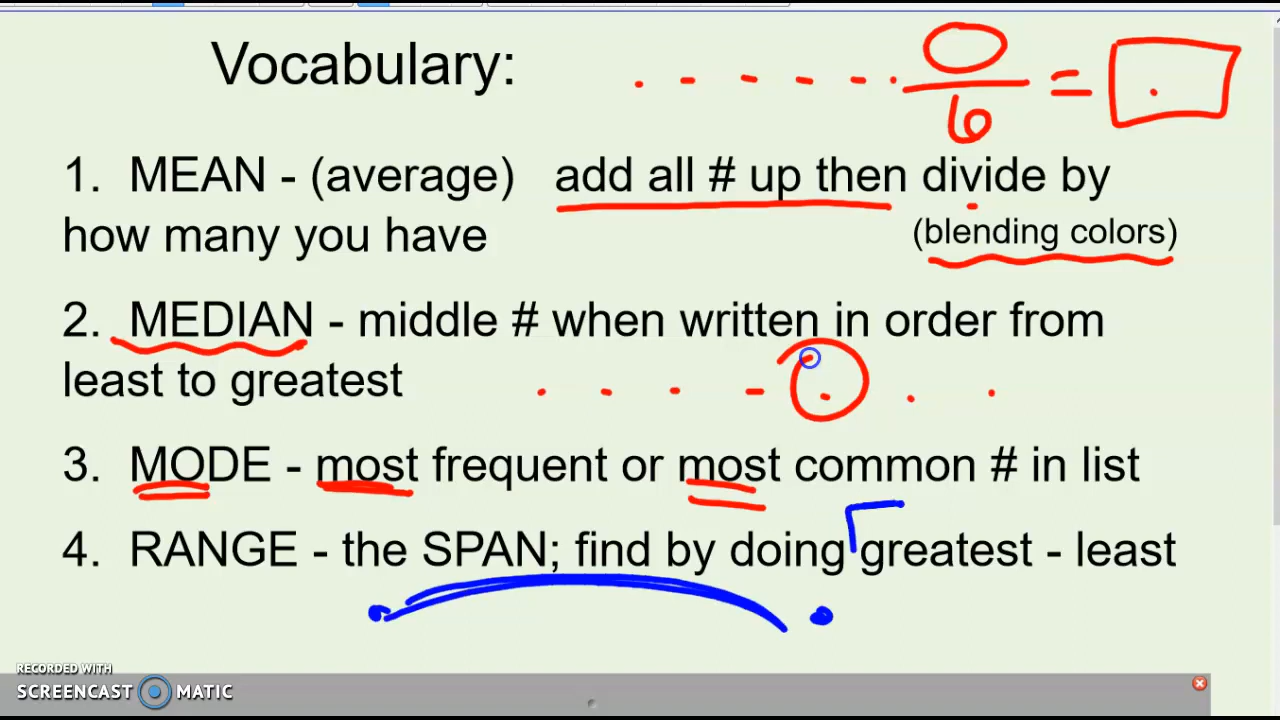 Vocabulary:
0
6
=
1. MEAN - (average) add all # up then divide by
how many you have (blending colors)
2. MEDIAN - middle # when written in order from
least to greatest
3. MODE - most frequent or most common # in list
4. RANGE - the SPAN; find by doing greatest - least
RECORDED WITH
SCREENCAST MATIC